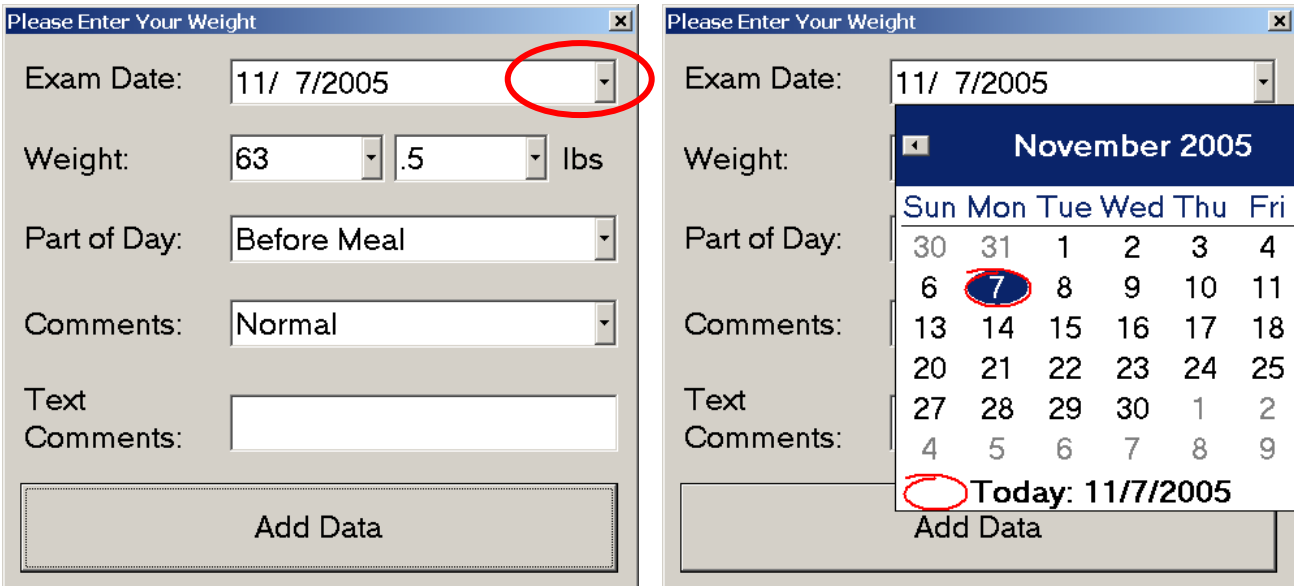 Please Enter Your Weight
Exam Date: 11/ 7/2005
Weight: 63 .5 lbs
Part of Day: Before Meal
Comments: Normal
Text
Comments:
Add Data
Please Enter Your Weight
Exam Date: 11/ 7/2005
Weight:
Part of Day:
Comments:
Text
Comments:
Add Data
November 2005
Sun Mon Tue Wed Thu Fri
30 31 1 2 3 4
6 7 8 9 10 11
13 14 15 16 17 18
20 21 22 23 24 25
27 28 29 30 1 2
4 5 6 7 8 9
Today: 11/7/2005